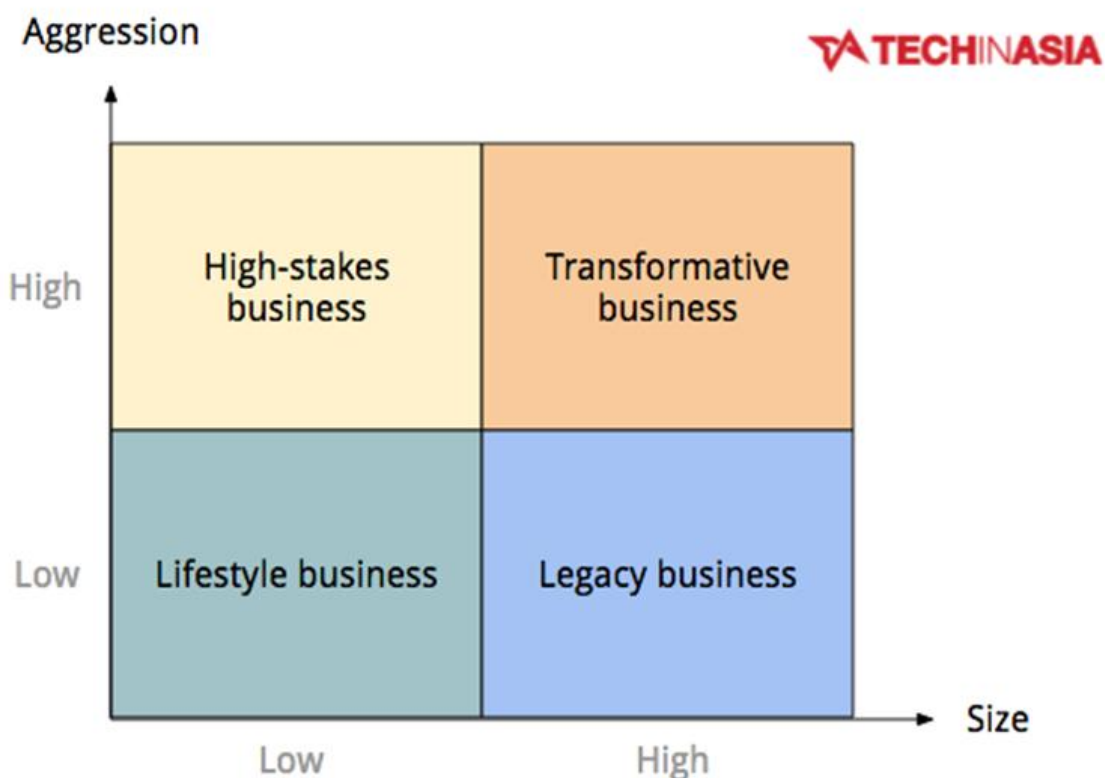 Aggression
TECHINASIA
High-stakes
business
Transformative
business
High
Lifestyle business
Legacy business
Low
Size
Low
High